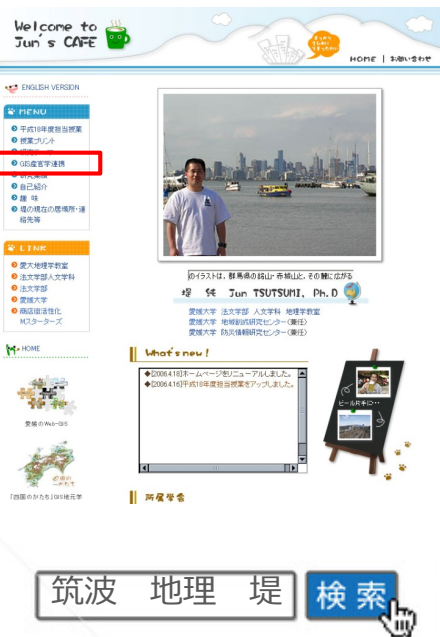 Welcome to
Jun's CAFE
HOME | お問い合わせ
ENGLISH VERSION
MENU
平成18年度担当授業
授業プリント
GIS産官学連携
研究業績
自己紹介
趣 味
堤の現在の居場所・連
絡先等
LINK
愛大地理学教室
法文学部人文学科
法文学部
愛媛大学
商店街活性化
Mスターターズ
HOME
愛媛のWeb-GIS
「四国のかたち」GIS地元学
のイラストは，群馬県の銘山・赤城山と，その麓に広がる
堤 純 Jun TSUTSUMI, Ph.D
愛媛大学 法文学部 人文学科 地理学教室
愛媛大学 地域創成研究センター(兼任)
愛媛大学 防災情報研究センター(兼任)
What's new!
◆[2006.4.18]ホームページをリニューアルしました。
◆[2006.4.16]平成18年度担当授業をアップしました。
ビール片手に・・
所属学会
筑波 地理 堤 検索